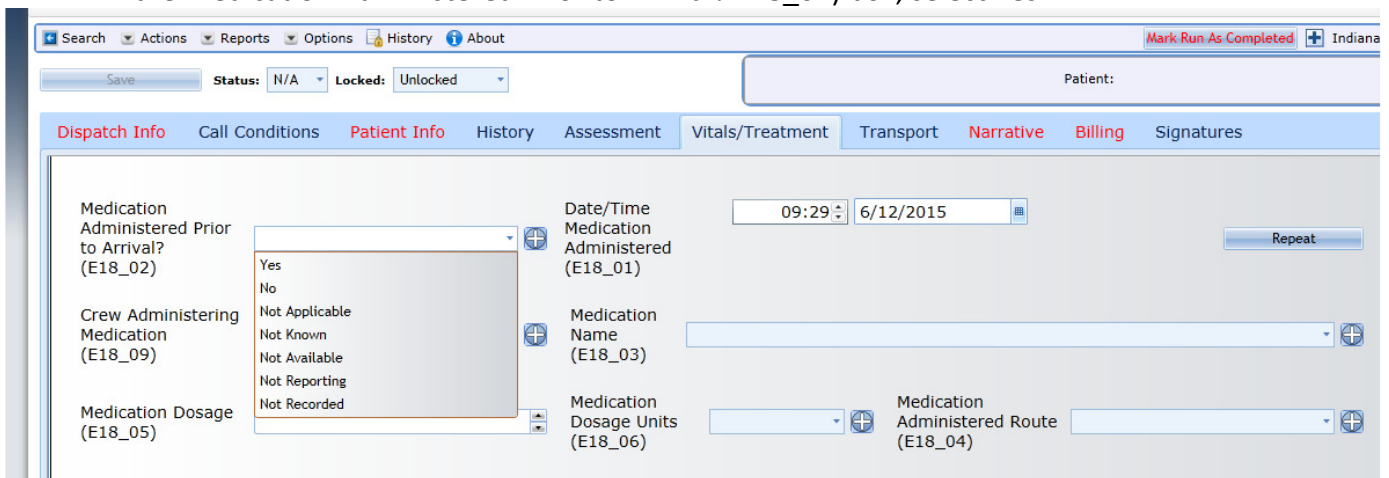 Search Actions Reports Options History About Mark Run As Completed Indiana
Save Status: N/A Locked: Unlocked Patient:
Dispatch Info Call Conditions Patient Info History Assessment Vitals/Treatment Transport Narrative Billing Signatures
Medication
Administered Prior
to Arrival?
(E18_02)
Date/Time
Medication
Administered
(E18_01)
09:29 6/12/2015
Repeat
Yes
No
Not Applicable
Not Known
Not Available
Not Reporting
Not Recorded
Crew Administering
Medication
(E18_09)
Medication
Name
(E18_03)
Medication Dosage
(E18_05)
Medication
Dosage Units
(E18_06)
Medication
Administered Route
(E18_04)